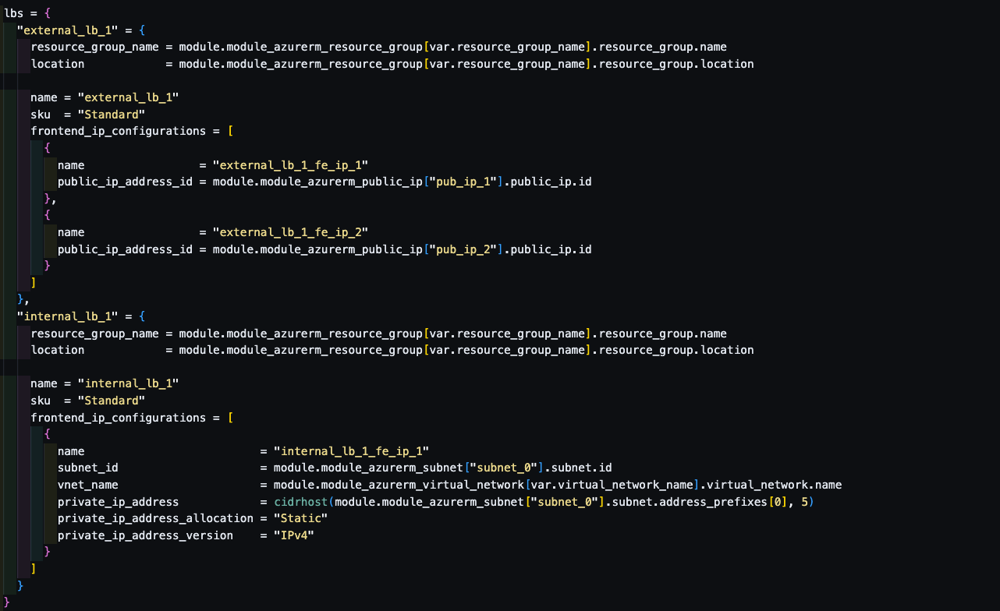 lbs = {
  "external_lb_1" = {
    resource_group_name = module.module_azurerm_resource_group[var.resource_group_name].resource_group.name
    location            = module.module_azurerm_resource_group[var.resource_group_name].resource_group.location

    name = "external_lb_1"
    sku  = "Standard"
    frontend_ip_configurations = [
      {
        name                 = "external_lb_1_fe_ip_1"
        public_ip_address_id = module.module_azurerm_public_ip["pub_ip_1"].public_ip.id
      },
      {
        name                 = "external_lb_1_fe_ip_2"
        public_ip_address_id = module.module_azurerm_public_ip["pub_ip_2"].public_ip.id
      }
    ]
  },
  "internal_lb_1" = {
    resource_group_name = module.module_azurerm_resource_group[var.resource_group_name].resource_group.name
    location            = module.module_azurerm_resource_group[var.resource_group_name].resource_group.location

    name = "internal_lb_1"
    sku  = "Standard"
    frontend_ip_configurations = [
      {
        name                          = "internal_lb_1_fe_ip_1"
        subnet_id                     = module.module_azurerm_subnet["subnet_0"].subnet.id
        vnet_name                     = module.module_azurerm_virtual_network[var.virtual_network_name].virtual_network.name
        private_ip_address            = cidrhost(module.module_azurerm_subnet["subnet_0"].subnet.address_prefixes[0], 5)
        private_ip_address_allocation = "Static"
        private_ip_address_version    = "IPv4"
      }
    ]
  }
}